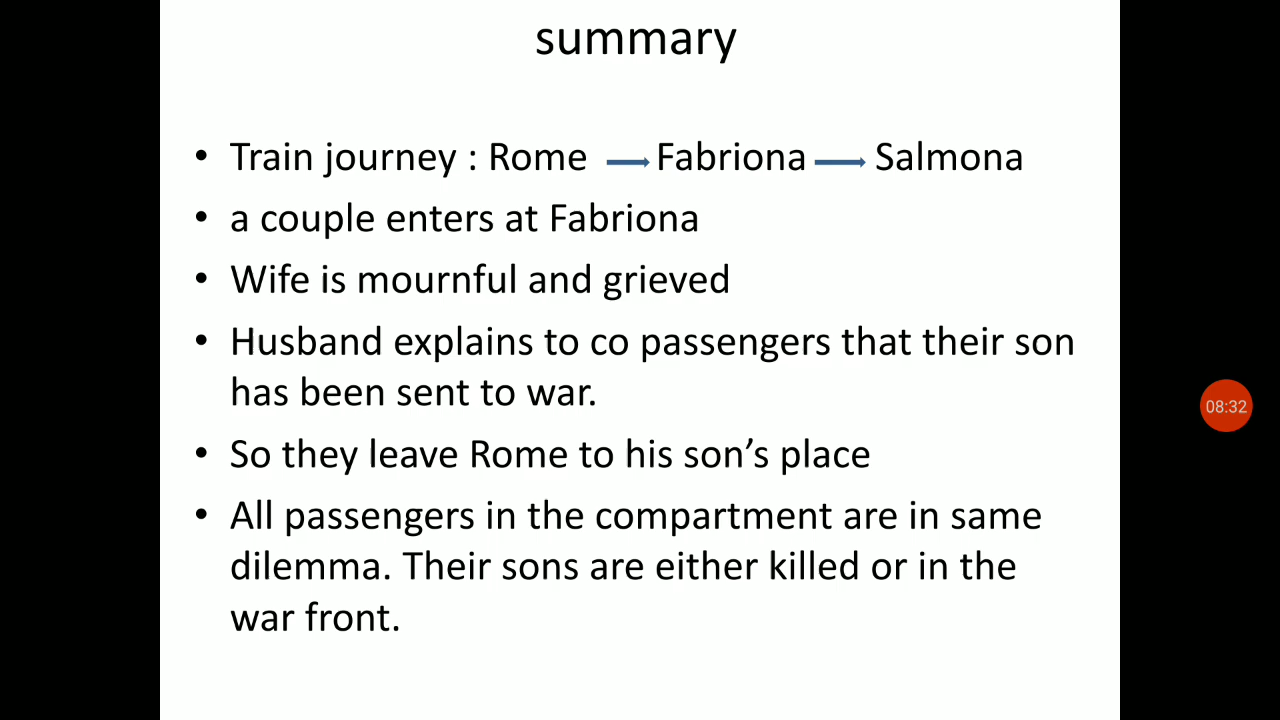 summary
• Train journey : Rome → Fabriona → Salmona
• a couple enters at Fabriona
• Wife is mournful and grieved
• Husband explains to co passengers that their son
has been sent to war.
• So they leave Rome to his son’s place
• All passengers in the compartment are in same
dilemma. Their sons are either killed or in the
war front.
08:32